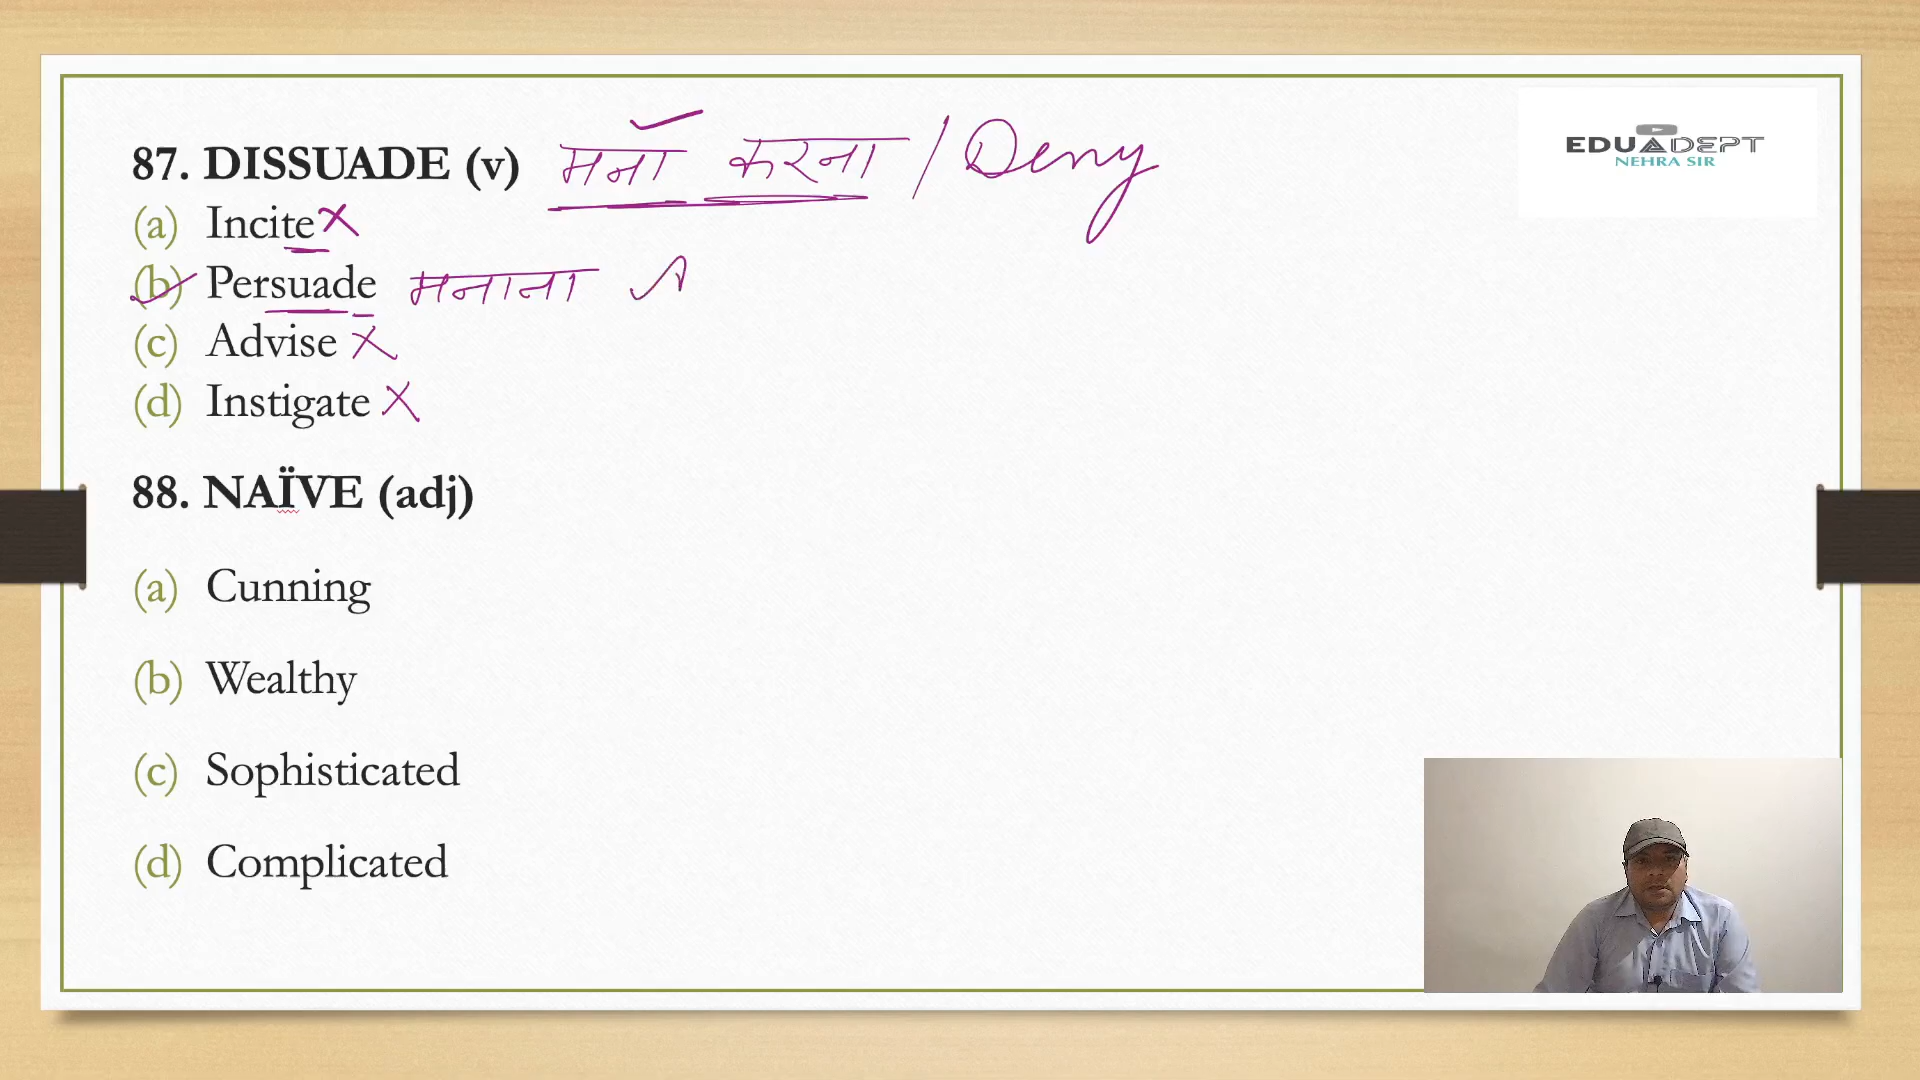 87. DISSUADE (v) मना करना / Deny
(a) Incite X
(b) Persuade मनाना A
(c) Advise X
(d) Instigate X
88. NAÏVE (adj)
(a) Cunning
(b) Wealthy
(c) Sophisticated
(d) Complicated
EDUADEPT
NEHRA SIR